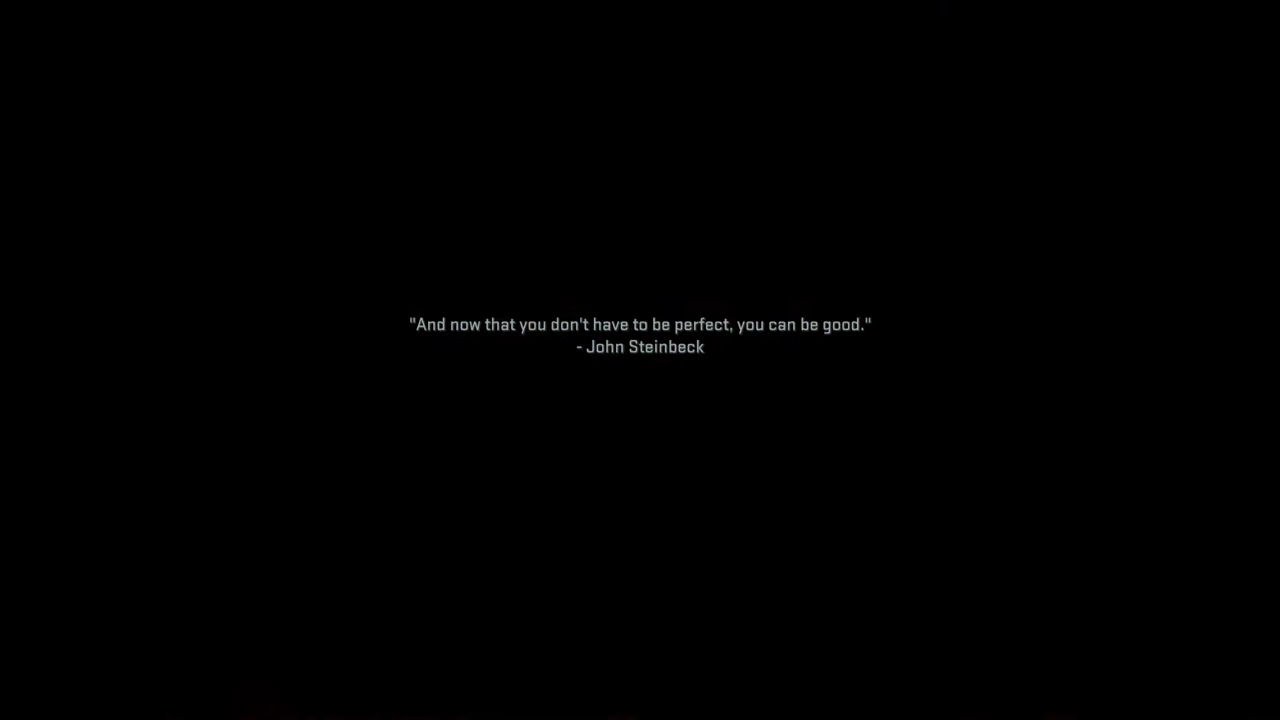 "And now that you don't have to be perfect, you can be good."
- John Steinbeck